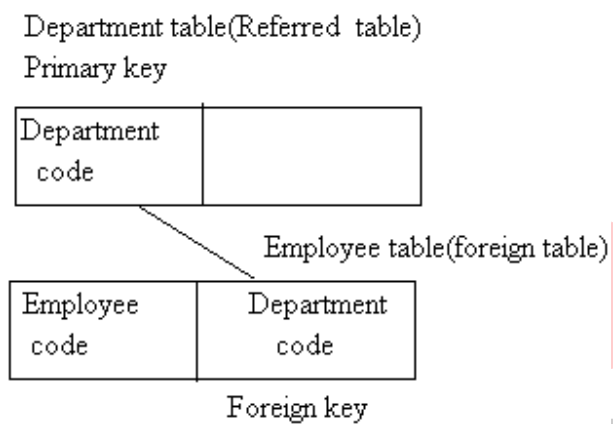 Department table(Referred table)
Primary key
Department
code
Employee table(foreign table)
Employee
code
Department
code
Foreign key